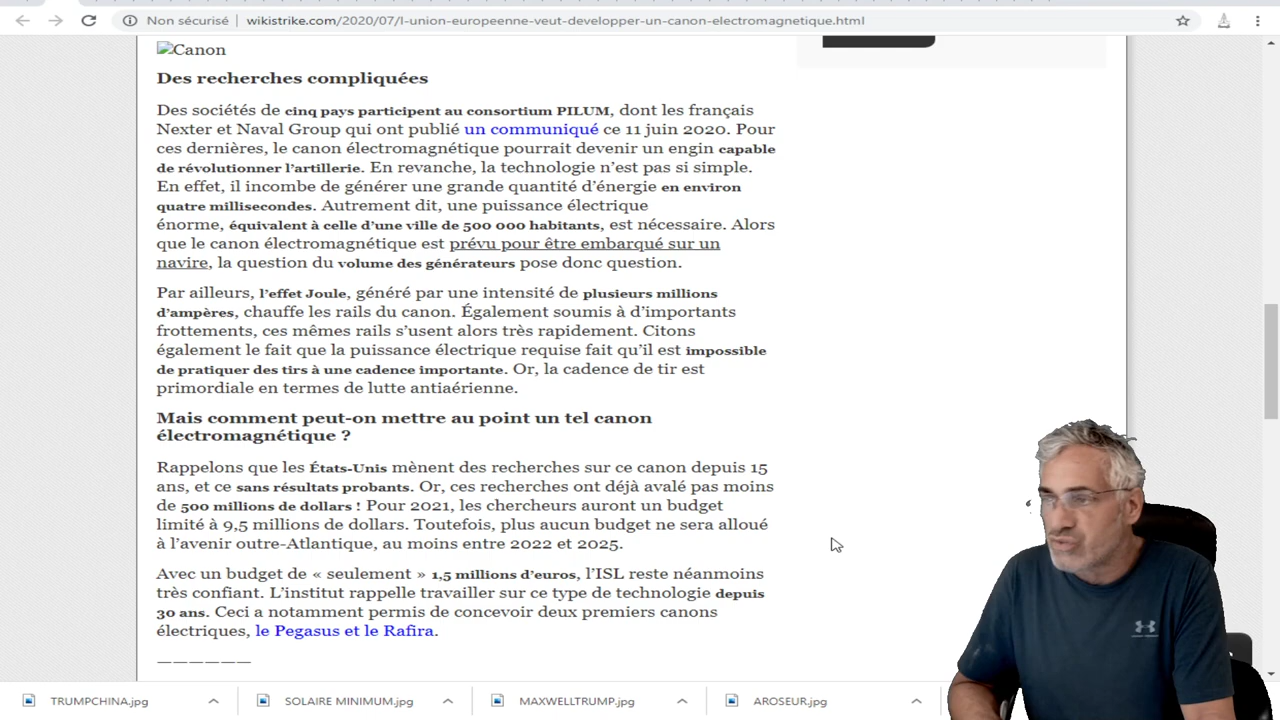 Non sécurisé
wikistrike.com/2020/07/l-union-europeenne-veut-developper-un-canon-electromagnetique.html
Canon
Des recherches compliquées
Des sociétés de cinq pays participent au consortium PILUM, dont les français
Nexter et Naval Group qui ont publié un communiqué ce 11 juin 2020. Pour
ces dernières, le canon électromagnétique pourrait devenir un engin capable
de révolutionner l’artillerie. En revanche, la technologie n’est pas si simple.
En effet, il incombe de générer une grande quantité d’énergie en environ
quatre millisecondes. Autrement dit, une puissance électrique
énorme, équivalent à celle d’une ville de 500 000 habitants, est nécessaire. Alors
que le canon électromagnétique est prévu pour être embarqué sur un
navire, la question du volume des générateurs pose donc question.
Par ailleurs, l’effet Joule, généré par une intensité de plusieurs millions
d’ampères, chauffe les rails du canon. Également soumis à d’importants
frottements, ces mêmes rails s’usent alors très rapidement. Citons
également le fait que la puissance électrique requise fait qu’il est impossible
de pratiquer des tirs à une cadence importante. Or, la cadence de tir est
primordiale en termes de lutte antiaérienne.
Mais comment peut-on mettre au point un tel canon
électromagnétique ?
Rappelons que les États-Unis mènent des recherches sur ce canon depuis 15
ans, et ce sans résultats probants. Or, ces recherches ont déjà avalé pas moins
de 500 millions de dollars ! Pour 2021, les chercheurs auront un budget
limité à 9,5 millions de dollars. Toutefois, plus aucun budget ne sera alloué
à l’avenir outre-Atlantique, au moins entre 2022 et 2025.
Avec un budget de « seulement » 1,5 millions d’euros, l’ISL reste néanmoins
très confiant. L’institut rappelle travailler sur ce type de technologie depuis
30 ans. Ceci a notamment permis de concevoir deux premiers canons
électriques, le Pegasus et le Rafira.
——————
TRUMPCHINA.jpg
SOLAIRE MINIMUM.jpg
MAXWELLTRUMP.jpg
AROSEUR.jpg